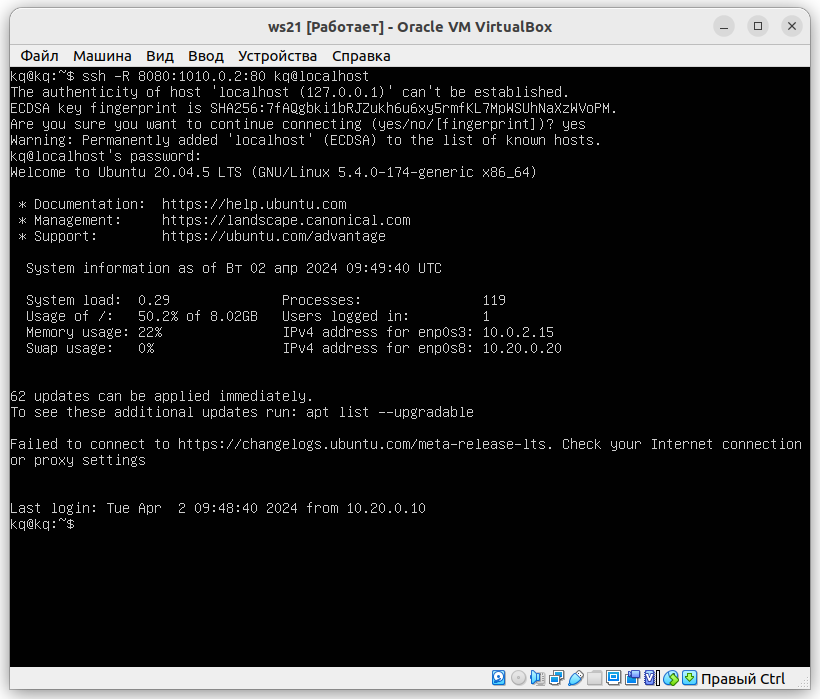 ws21 [Работает] - Oracle VM VirtualBox
Файл Машина Вид Ввод Устройства Справка
kq@kq:~$ ssh -R 8080:1010.0.2:80 kq@localhost
The authenticity of host 'localhost (127.0.0.1)' can't be established.
ECDSA key fingerprint is SHA256:7fAQgbki1bRJZukh6u6xy5rmfKL7MpWSUhNaXzWVoPM.
Are you sure you want to continue connecting (yes/no/[fingerprint])? yes
Warning: Permanently added 'localhost' (ECDSA) to the list of known hosts.
kq@localhost's password:
Welcome to Ubuntu 20.04.5 LTS (GNU/Linux 5.4.0-174-generic x86_64)
* Documentation:  https://help.ubuntu.com
* Management:     https://landscape.canonical.com
* Support:        https://ubuntu.com/advantage
System information as of Вт 02 апр 2024 09:49:40 UTC
System load:  0.29               Processes:               119
Usage of /:   50.2% of 8.02GB   Users logged in:         1
Memory usage: 22%               IPv4 address for enp0s3: 10.0.2.15
Swap usage:   0%                IPv4 address for enp0s8: 10.20.0.20
62 updates can be applied immediately.
To see these additional updates run: apt list --upgradable
Failed to connect to https://changelogs.ubuntu.com/meta-release-lts. Check your Internet connection
or proxy settings
Last login: Tue Apr  2 09:48:40 2024 from 10.20.0.10
kq@kq:~$
Правый Ctrl